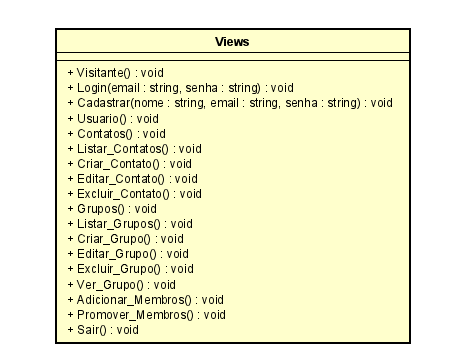 Views
+ Visitante() : void
+ Login(email : string, senha : string) : void
+ Cadastrar(nome : string, email : string, senha : string) : void
+ Usuario() : void
+ Contatos() : void
+ Listar_Contatos() : void
+ Criar_Contato() : void
+ Editar_Contato() : void
+ Excluir_Contato() : void
+ Grupos() : void
+ Listar_Grupos() : void
+ Criar_Grupo() : void
+ Editar_Grupo() : void
+ Excluir_Grupo() : void
+ Ver_Grupo() : void
+ Adicionar_Membros() : void
+ Promover_Membros() : void
+ Sair() : void